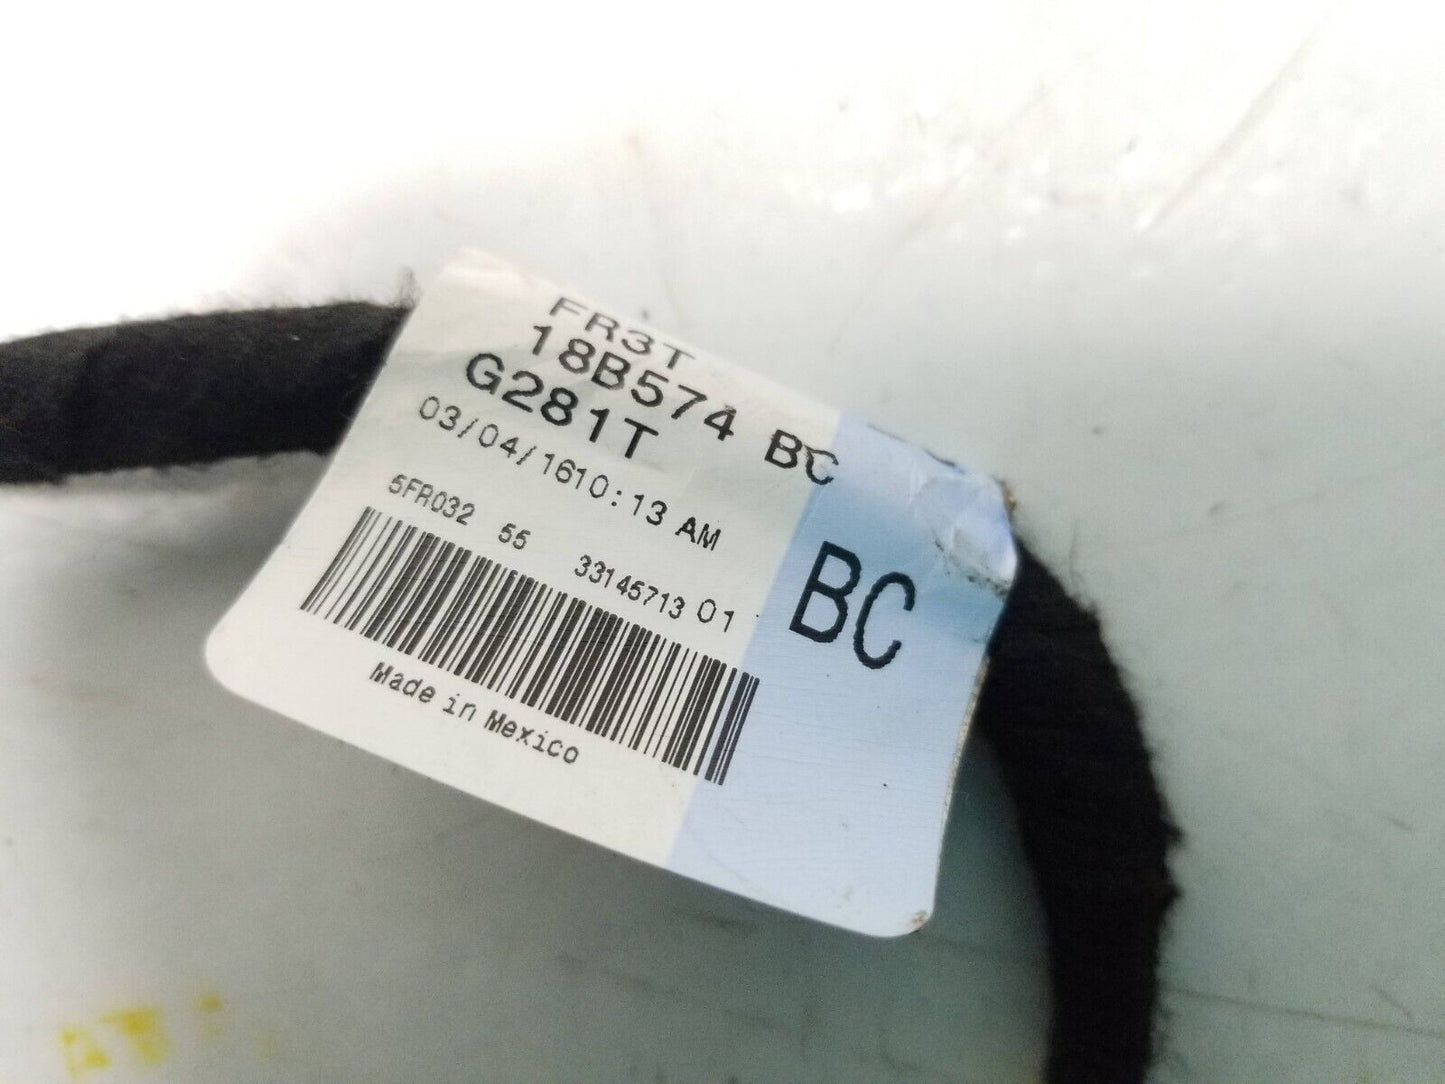 FR3T
18B574 BC
G281T
03/04/1610:13 AM
5FR032 55 33145713 01
Made in Mexico
BC